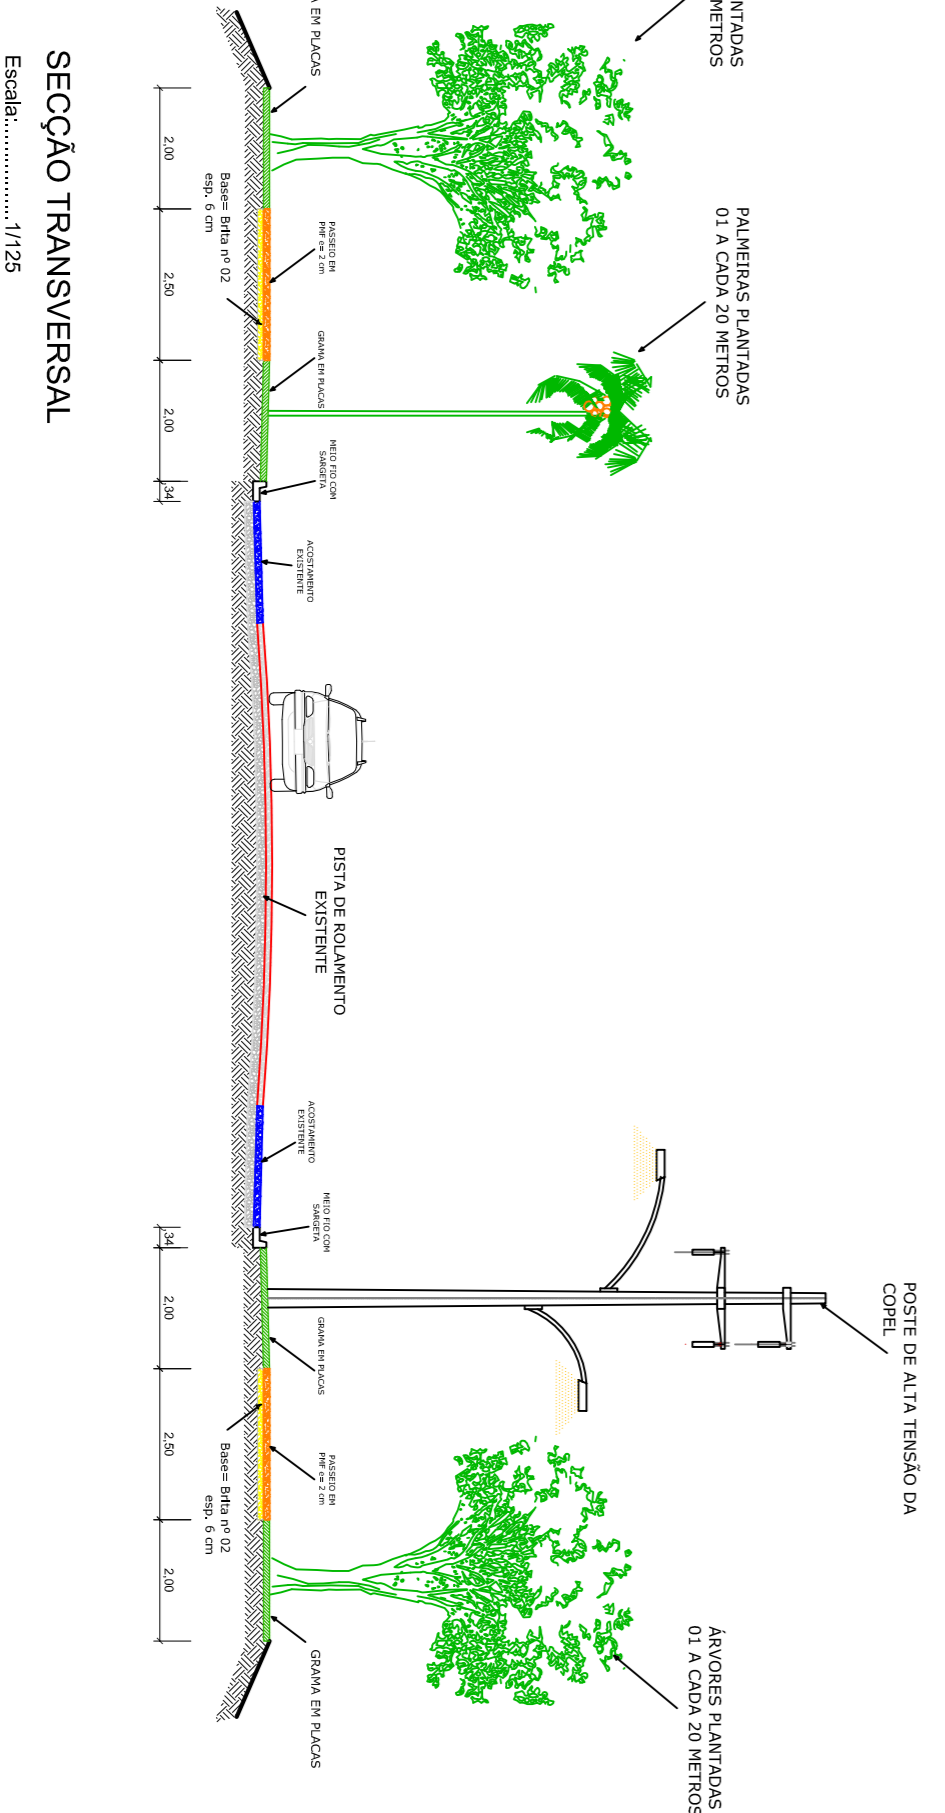 NTADAS
METROS
PALMEIRAS PLANTADAS
01 A CADA 20 METROS
POSTE DE ALTA TENSÃO DA
COPEL
ÁRVORES PLANTADAS
01 A CADA 20 METROS
A EM PLACAS
PASSEIO EM
PMF e= 2 cm
Base= Brita nº 02
esp. 6 cm
GRAMA EM PLACAS
MEIO FIO COM
SARGETA
ACOSTAMENTO
EXISTENTE
PISTA DE ROLAMENTO
EXISTENTE
ACOSTAMENTO
EXISTENTE
MEIO FIO COM
SARGETA
GRAMA EM PLACAS
PASSEIO EM
PMF e= 2 cm
Base= Brita nº 02
esp. 6 cm
GRAMA EM PLACAS
2,00
2,50
2,00
,34
,34
2,00
2,50
2,00
SECÇÃO TRANSVERSAL
Escala:................. 1/125